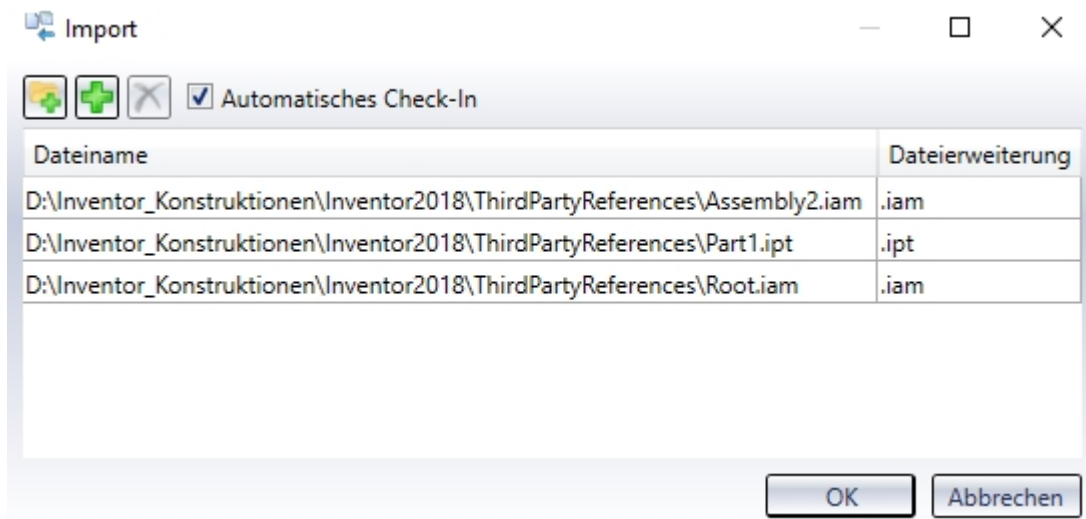 Import
Automatisches Check-In
Dateiname Dateierweiterung
D:\Inventor_Konstruktionen\Inventor2018\ThirdPartyReferences\Assembly2.iam .iam
D:\Inventor_Konstruktionen\Inventor2018\ThirdPartyReferences\Part1.ipt .ipt
D:\Inventor_Konstruktionen\Inventor2018\ThirdPartyReferences\Root.iam .iam
OK Abbrechen